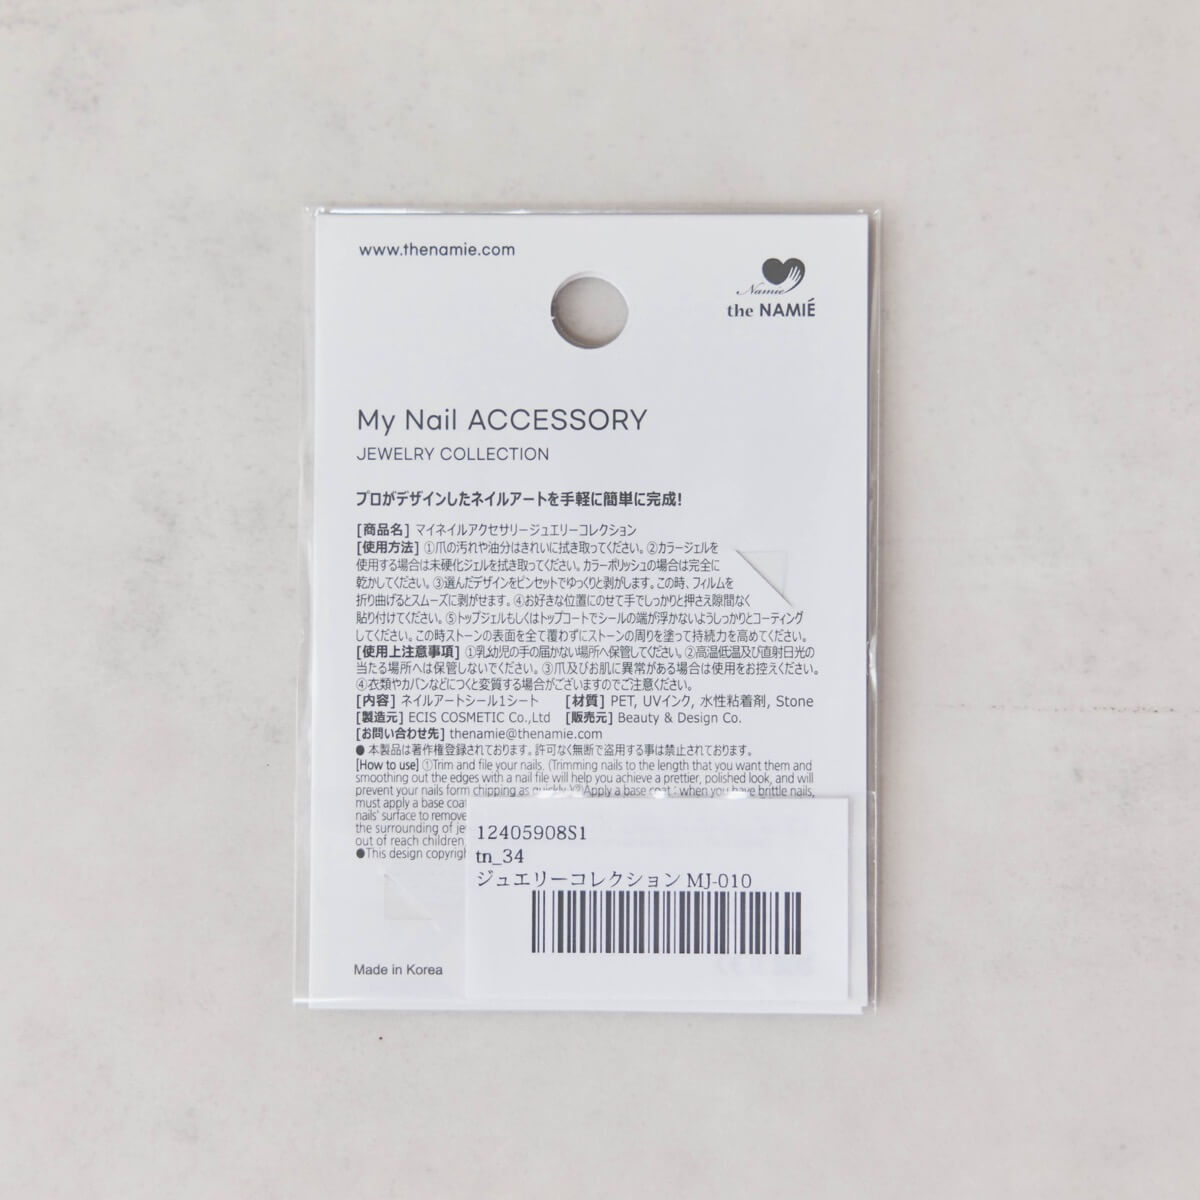 www.thenamie.com
Namie
the NAMIÉ
My Nail ACCESSORY
JEWELRY COLLECTION
プロがデザインしたネイルアートを手軽に簡単に完成!
[商品名] マイネイルアクセサリージュエリーコレクション
[使用方法] ①爪の汚れや油分はきれいに拭き取ってください。②カラージェルを
使用する場合は未硬化ジェルを拭き取ってください。カラーポリッシュの場合は完全に
乾かしてください。③選んだデザインをピンセットでゆっくりと剥がします。この時、フィルムを
折り曲げるとスムーズに剥がせます。④お好きな位置にのせて手でしっかりと押さえ隙間なく
貼り付けてください。⑤トップジェルもしくはトップコートでシールの端が浮かないようしっかりとコーティング
してください。この時ストーンの表面を全て覆わずにストーンの周りを塗って持続力を高めてください。
[使用上注意事項] ①乳幼児の手の届かない場所へ保管してください。②高温低温及び直射日光の
当たる場所へは保管しないでください。③爪及びお肌に異常がある場合は使用をお控えください。
④衣類やカバンなどにつくと変質する場合がございますのでご注意ください。
[内容] ネイルアートシール1シート [材質] PET, UVインク, 水性粘着剤, Stone
[製造元] ECIS COSMETIC Co.,Ltd [販売元] Beauty & Design Co.
[お問い合わせ先] thenamie@thenamie.com
● 本製品は著作権登録されております。許可なく無断で盗用する事は禁止されております。
[How to use] ①Trim and file your nails. (Trimming nails to the length that you want them and
smoothing out the edges with a nail file will help you achieve a prettier, polished look, and will
prevent your nails form chipping as quickly.)②Apply a base coat : when you have brittle nails,
must apply a base coat
nails' surface to remove
the surrounding of je
out of reach children
●This design copyrigh
12405908S1
tn_34
ジュエリーコレクション MJ-010
Made in Korea